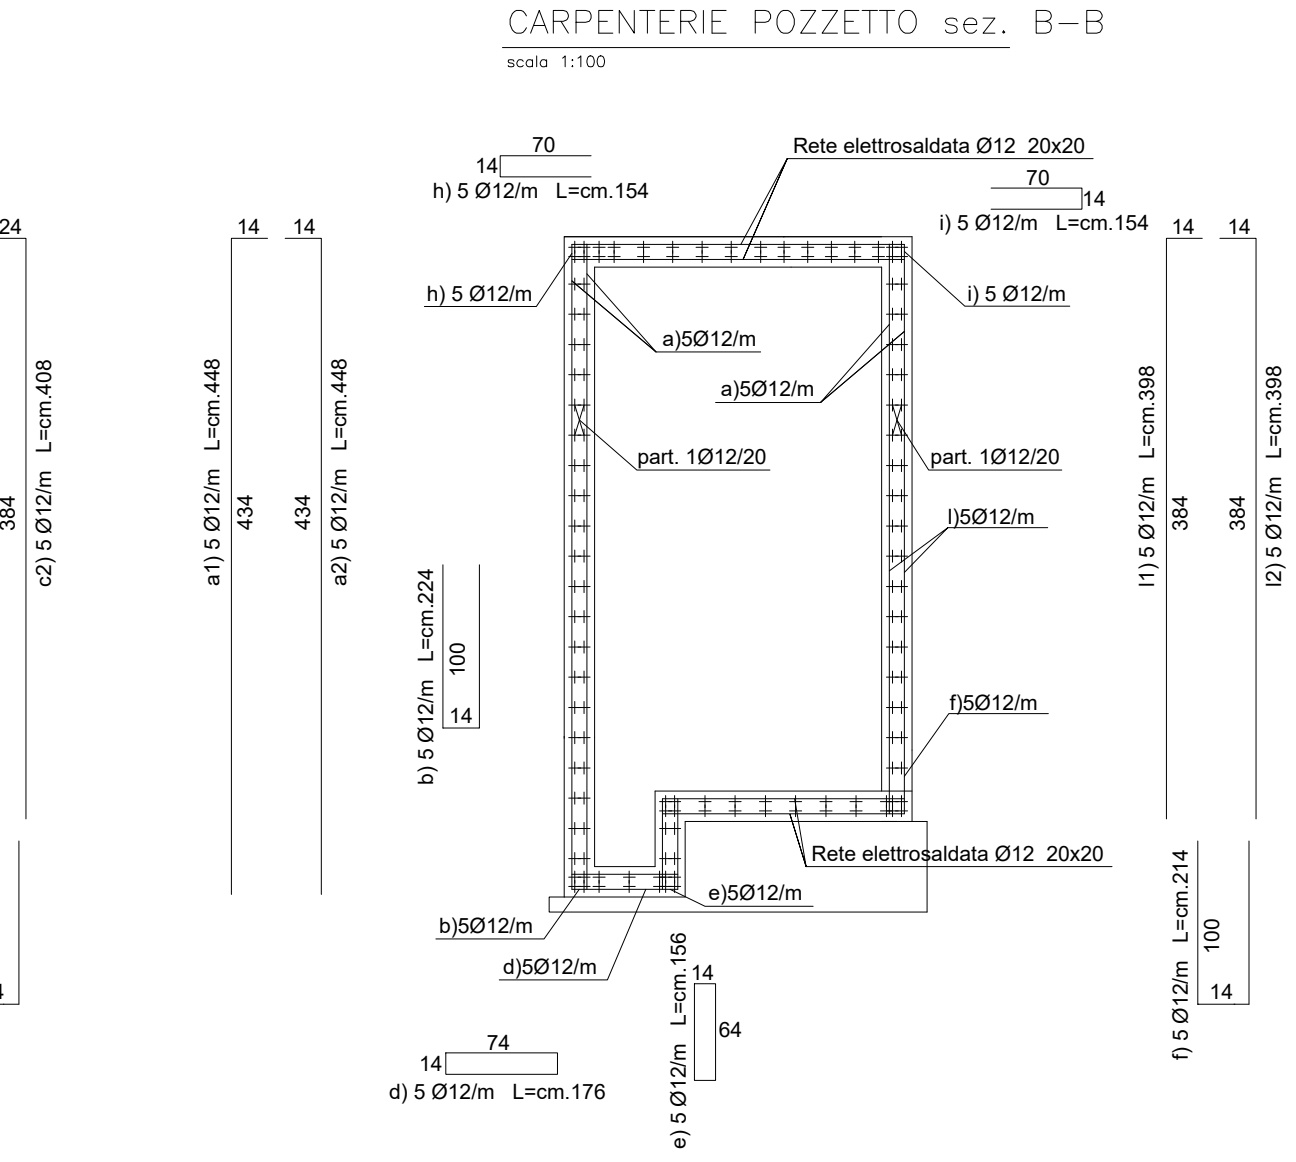 CARPENTERIE POZZETTO sez. B-B
scala 1:100
70
14
h) 5 Ø12/m L=cm.154
Rete elettrosaldata Ø12 20x20
70
14
i) 5 Ø12/m L=cm.154
24
384
c2) 5 Ø12/m L=cm.408
14
a1) 5 Ø12/m L=cm.448
434
14
434
a2) 5 Ø12/m L=cm.448
h) 5 Ø12/m
i) 5 Ø12/m
a)5Ø12/m
a)5Ø12/m
part. 1Ø12/20
part. 1Ø12/20
l)5Ø12/m
14
l1) 5 Ø12/m L=cm.398
384
14
384
l2) 5 Ø12/m L=cm.398
b) 5 Ø12/m L=cm.224
100
14
f)5Ø12/m
Rete elettrosaldata Ø12 20x20
e)5Ø12/m
b)5Ø12/m
d)5Ø12/m
e) 5 Ø12/m L=cm.156
14
64
f) 5 Ø12/m L=cm.214
100
14
74
14
d) 5 Ø12/m L=cm.176